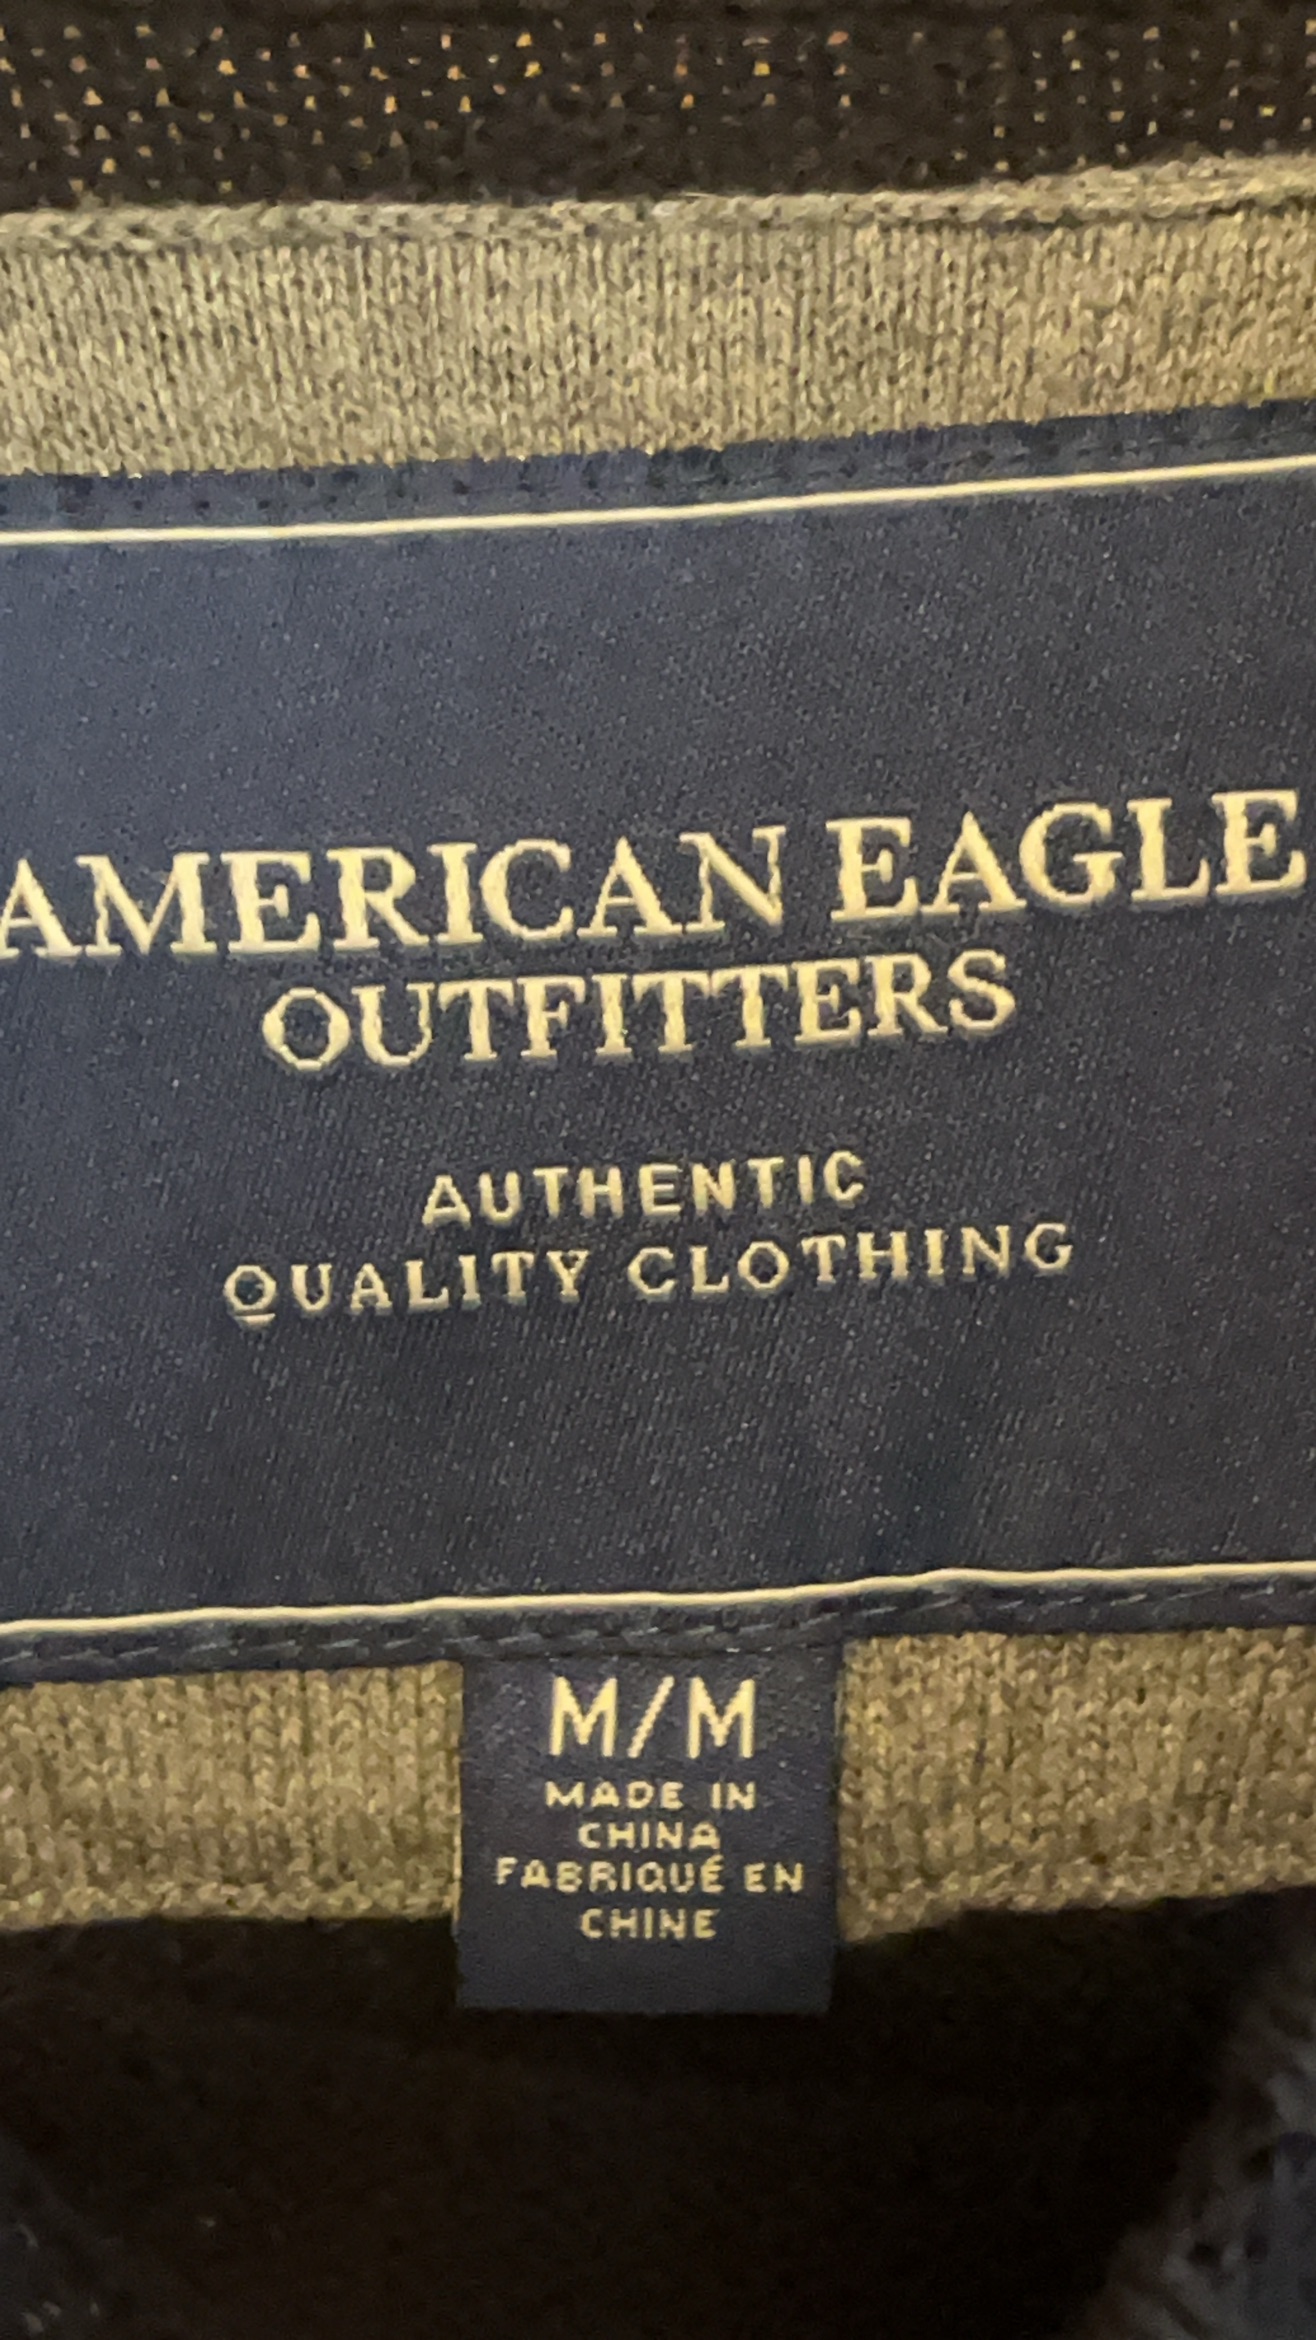 AMERICAN EAGLE
OUTFITTERS
AUTHENTIC
QUALITY CLOTHING
M/M
MADE IN
CHINA
FABRIQUÉ EN
CHINE